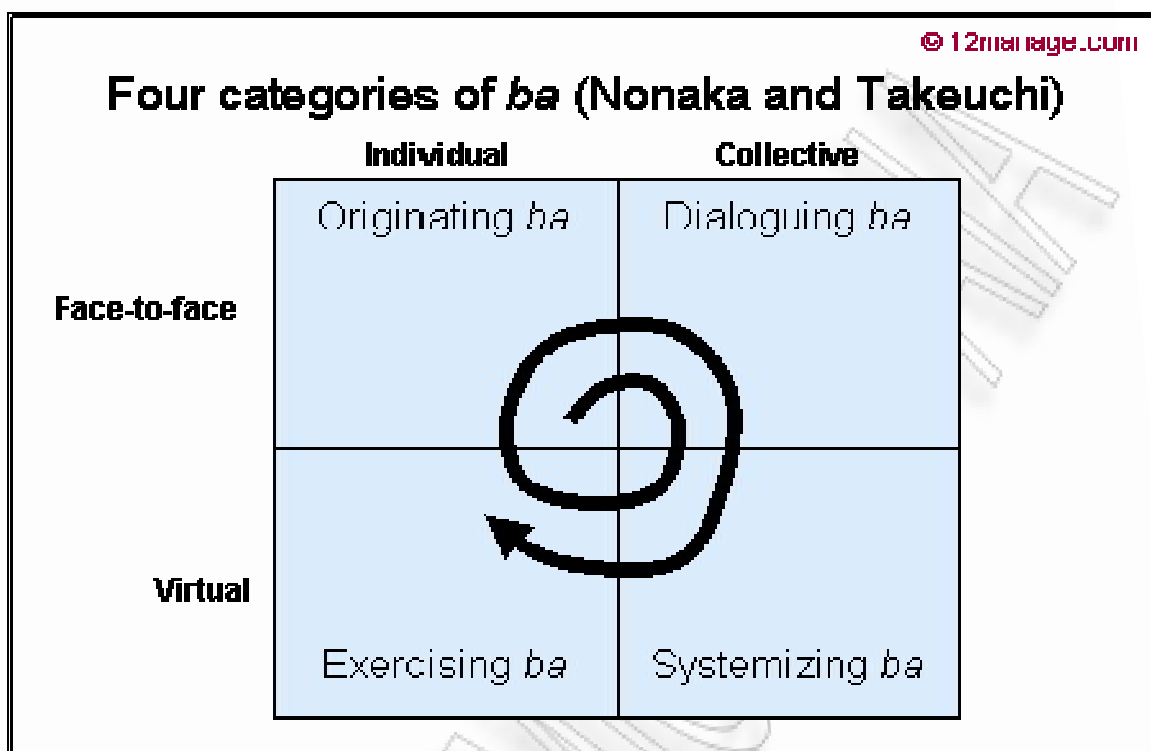 © 12manage.com
Four categories of ba (Nonaka and Takeuchi)
Individual Collective
Originating ba Dialoguing ba
Face-to-face
Virtual
Exercising ba Systemizing ba